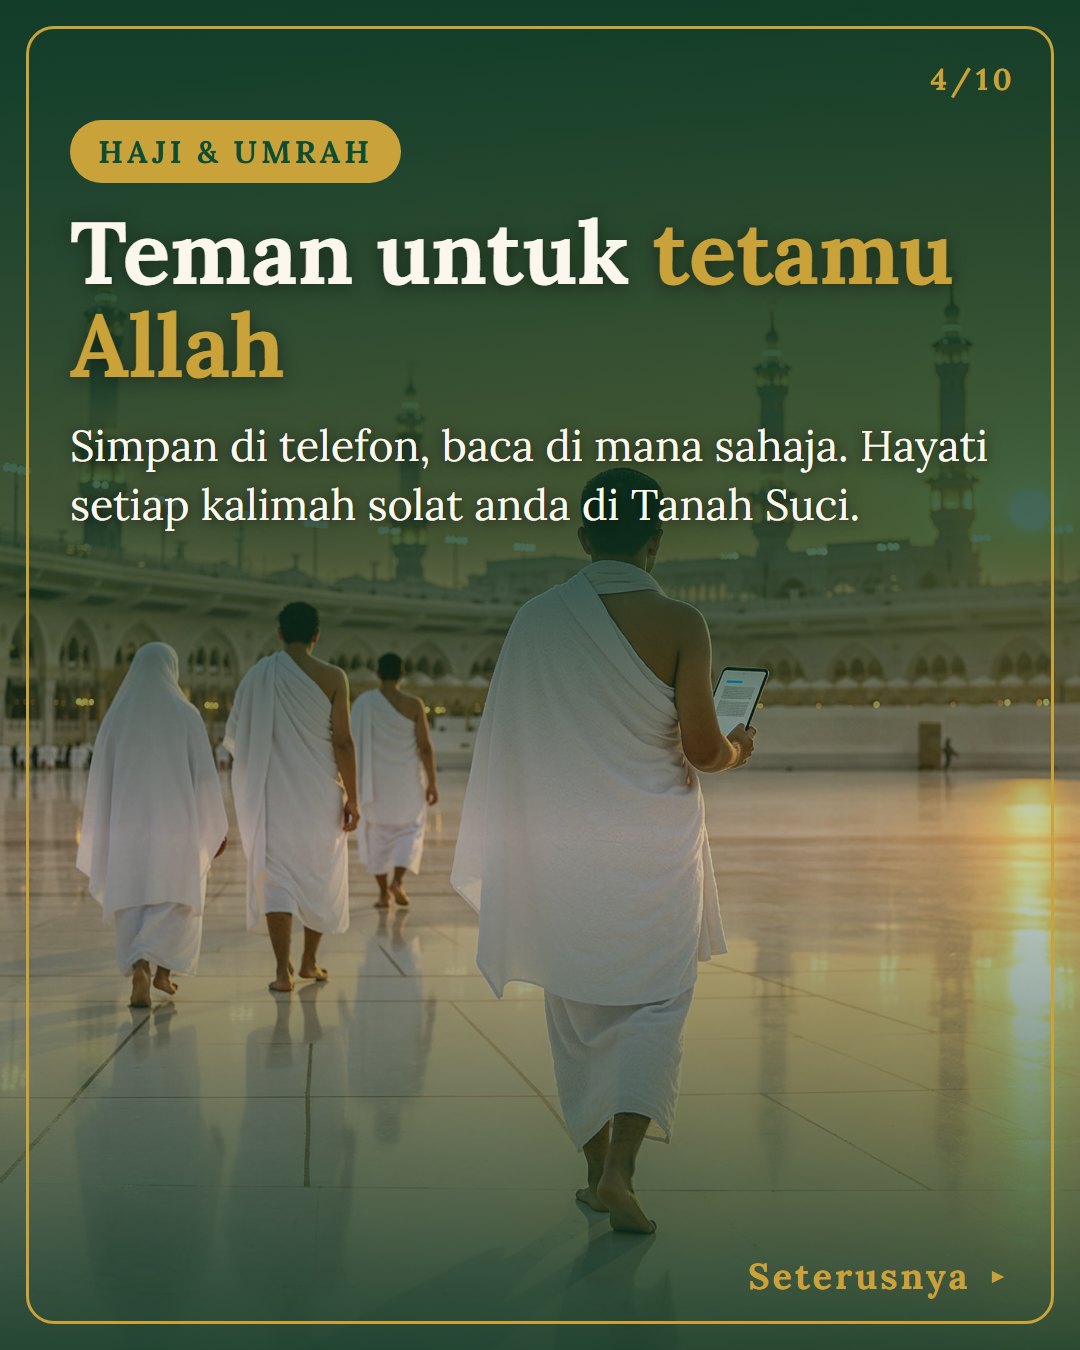 4/10
HAJI & UMRAH
Teman untuk tetamu
Allah
Simpan di telefon, baca di mana sahaja. Hayati
setiap kalimah solat anda di Tanah Suci.
Seterusnya ▸